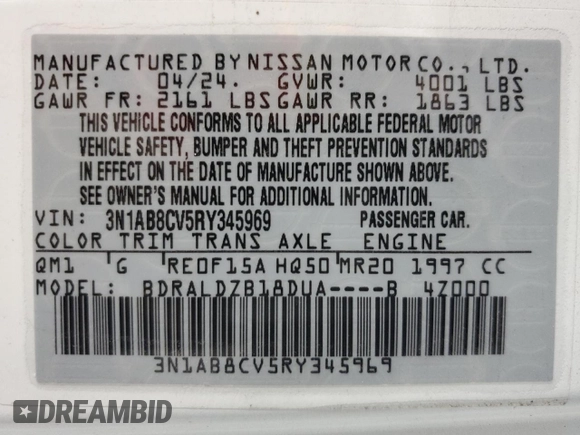 MANUFACTURED BY NISSAN MOTOR CO., LTD.
DATE: 04/24. GVWR: 4001 LBS
GAWR FR: 2161 LBS GAWR RR: 1863 LBS
THIS VEHICLE CONFORMS TO ALL APPLICABLE FEDERAL MOTOR
VEHICLE SAFETY, BUMPER AND THEFT PREVENTION STANDARDS
IN EFFECT ON THE DATE OF MANUFACTURE SHOWN ABOVE.
SEE OWNER'S MANUAL FOR ADDITIONAL INFORMATION.
VIN: 3N1AB8CV5RY345969 PASSENGER CAR.
COLOR TRIM TRANS AXLE ENGINE
QM1 G RE0F15A HQ50 MR20 1997 CC
MODEL: BDRALDZB18DUA----B 4Z000
3N1AB8CV5RY345969
DREAMBID